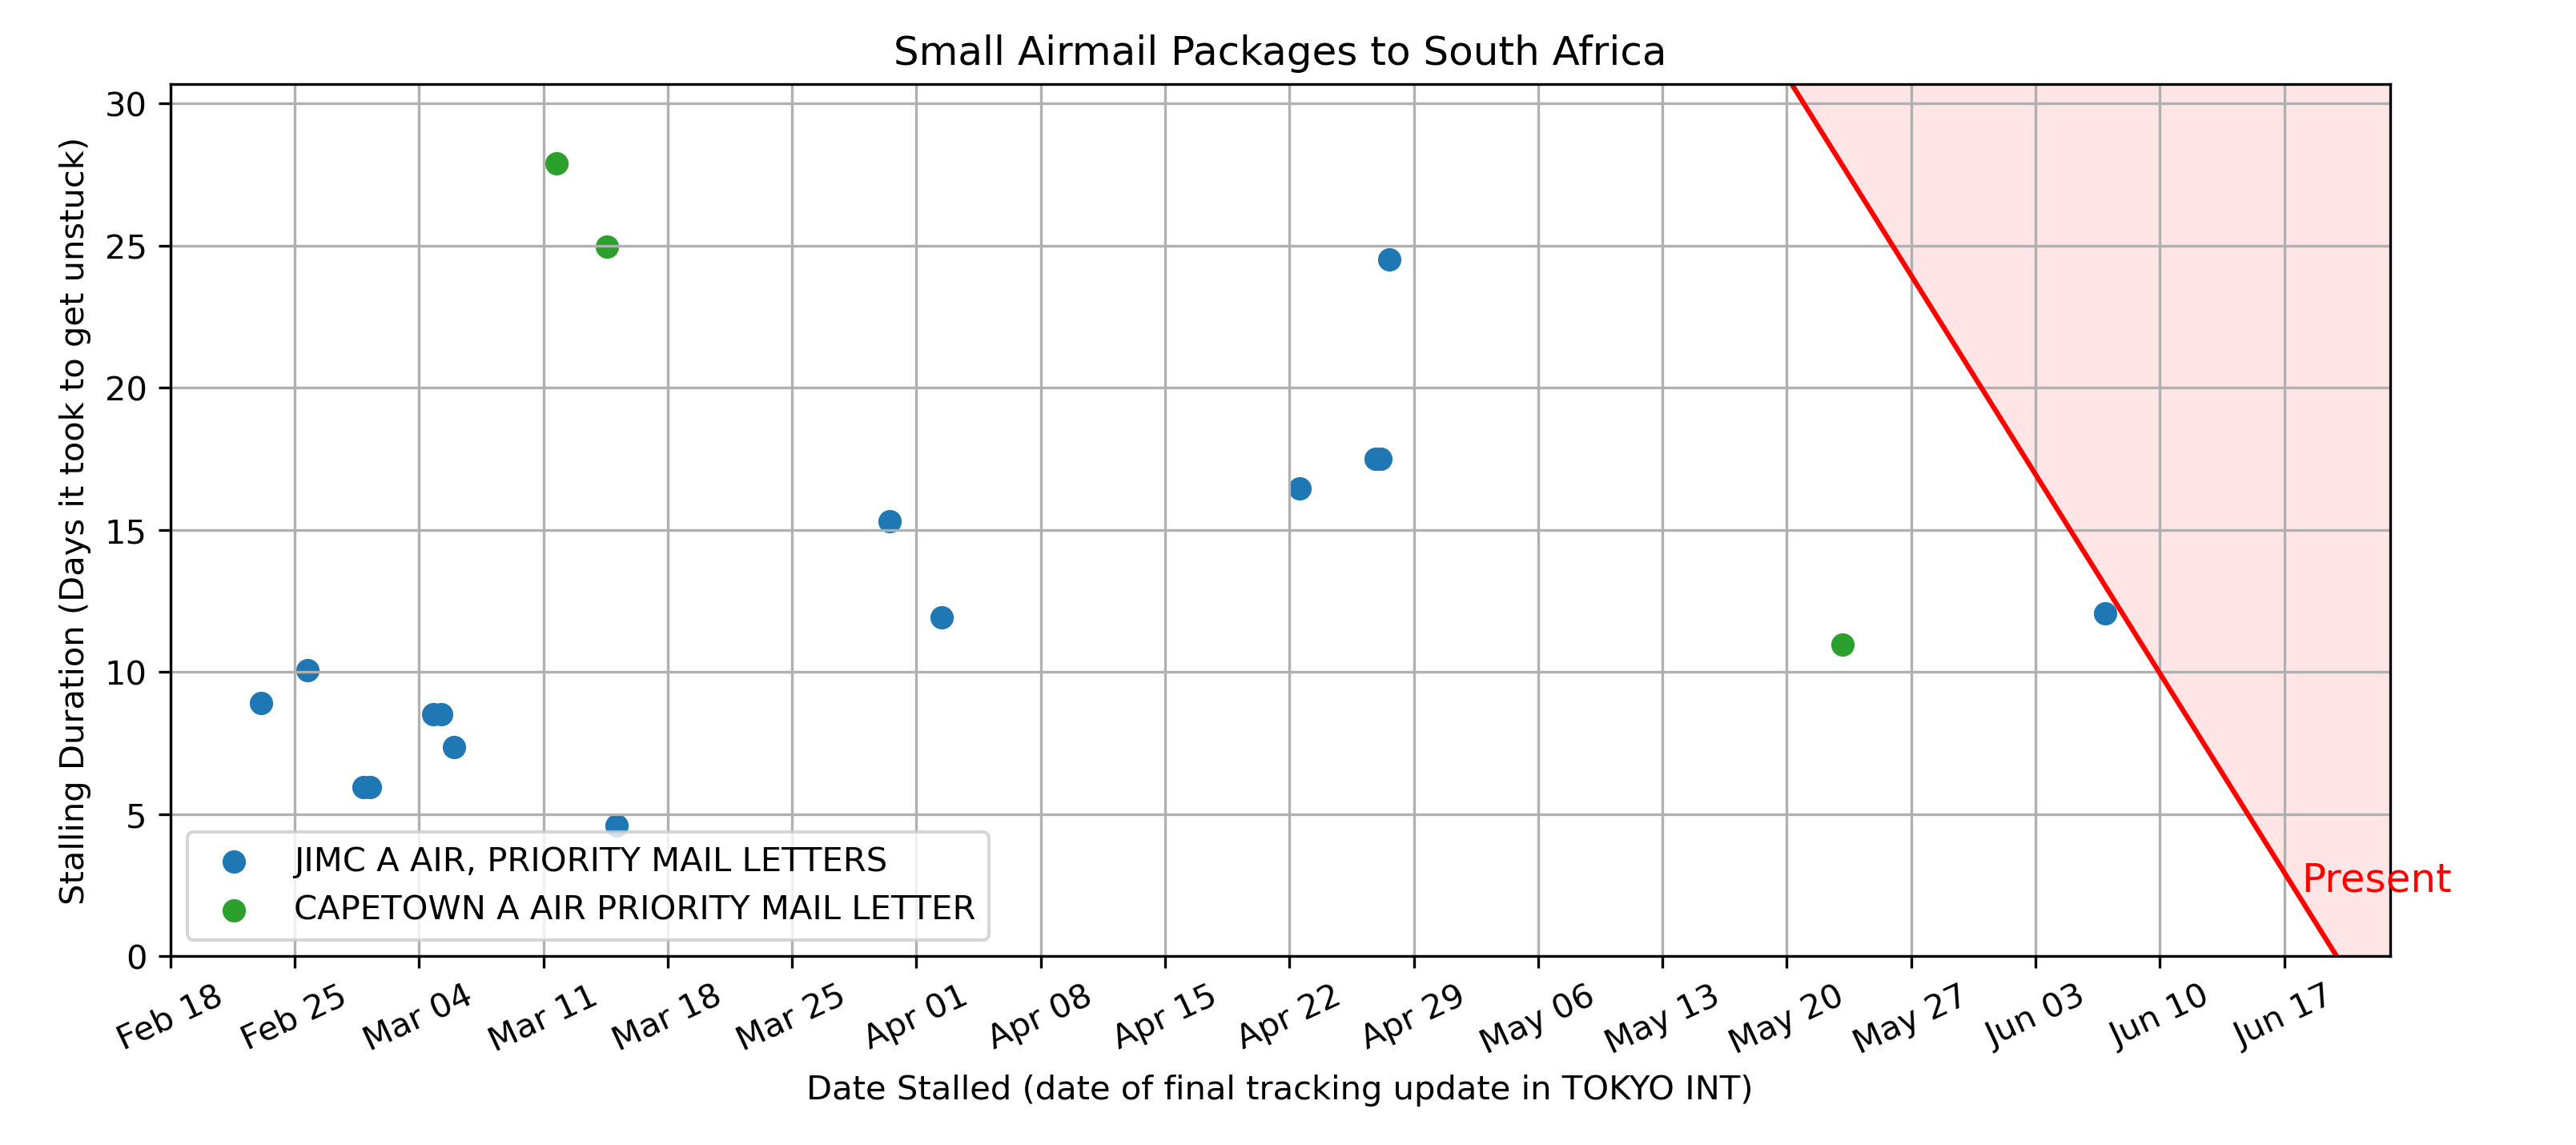 Small Airmail Packages to South Africa
Stalling Duration (Days it took to get unstuck)
30
25
20
15
10
5
0
JIMC A AIR, PRIORITY MAIL LETTERS
CAPETOWN A AIR PRIORITY MAIL LETTER
Present
Feb 18 Feb 25 Mar 04 Mar 11 Mar 18 Mar 25 Apr 01 Apr 08 Apr 15 Apr 22 Apr 29 May 06 May 13 May 20 May 27 Jun 03 Jun 10 Jun 17
Date Stalled (date of final tracking update in TOKYO INT)